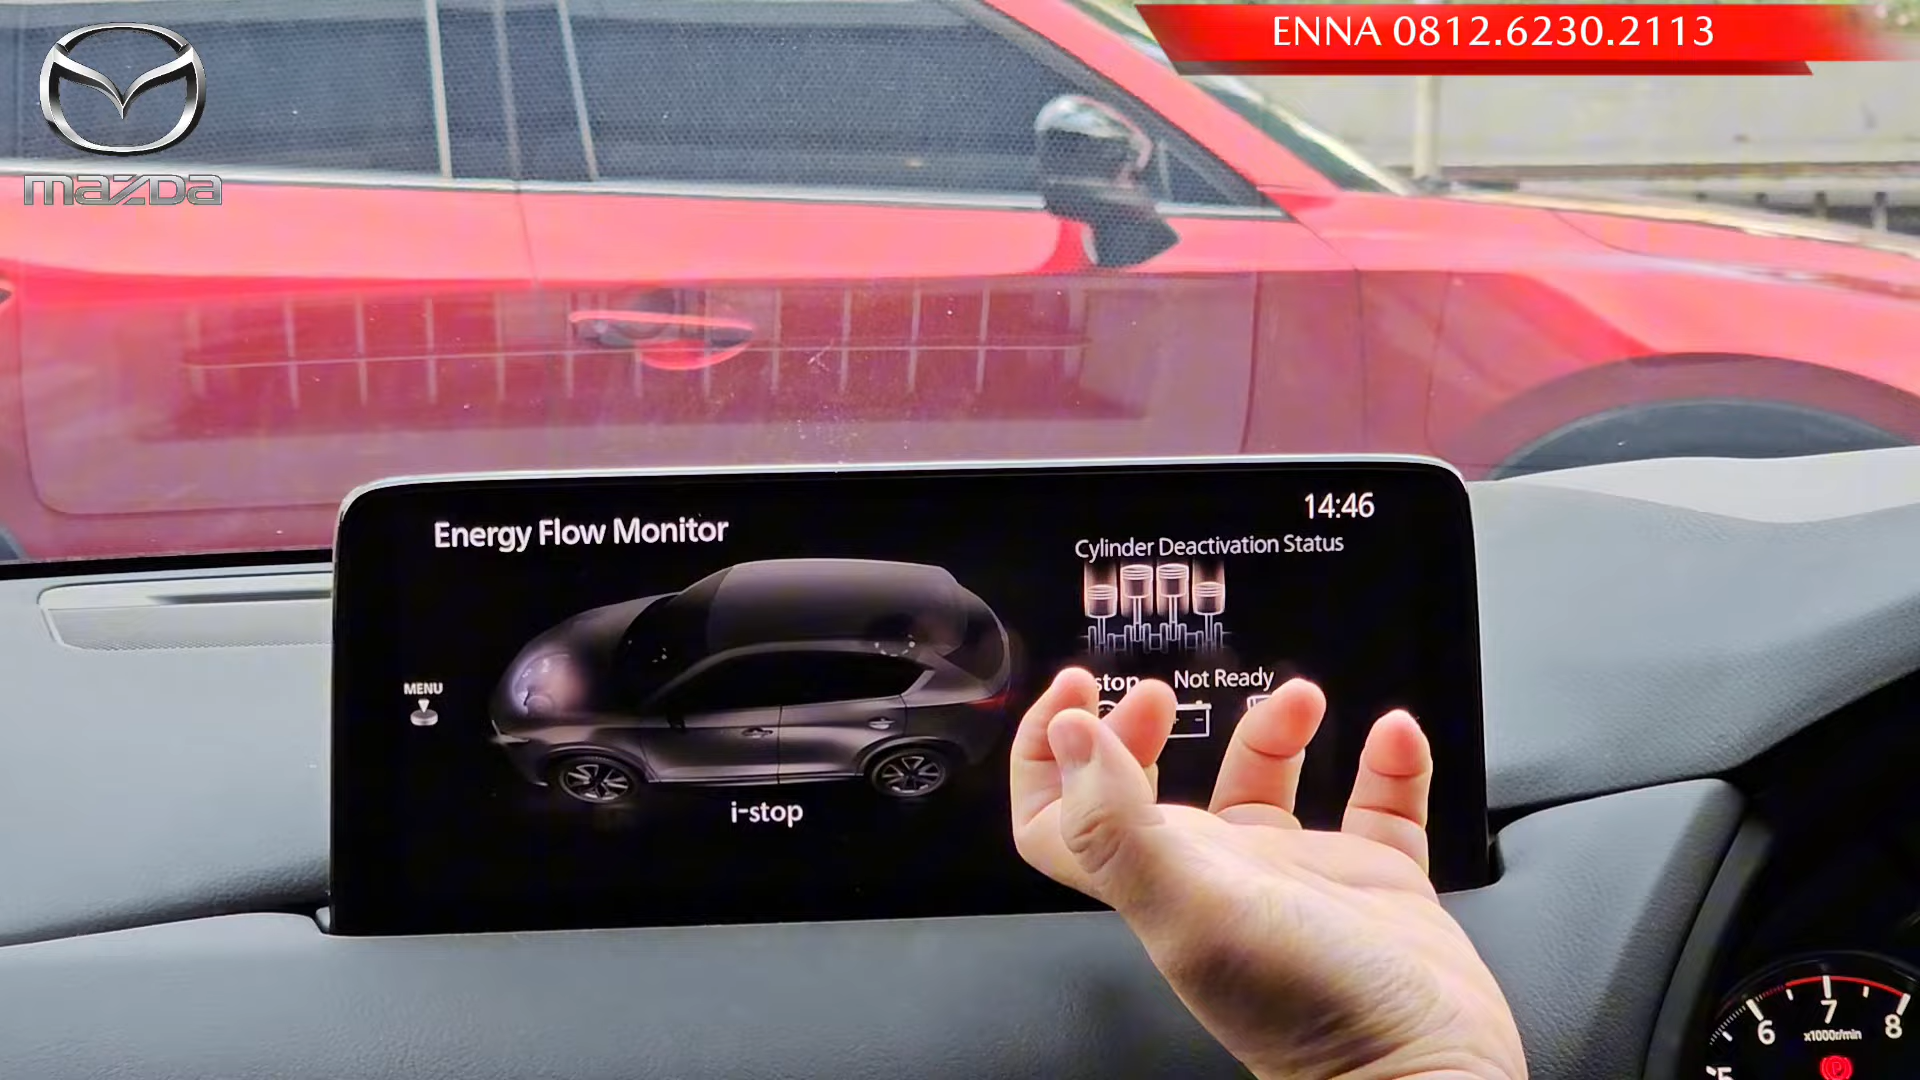 ENNA 0812.6230.2113
mazda
14:46
Energy Flow Monitor
Cylinder Deactivation Status
MENU
stop Not Ready
i-stop
5 6 7 8
x1000r/min